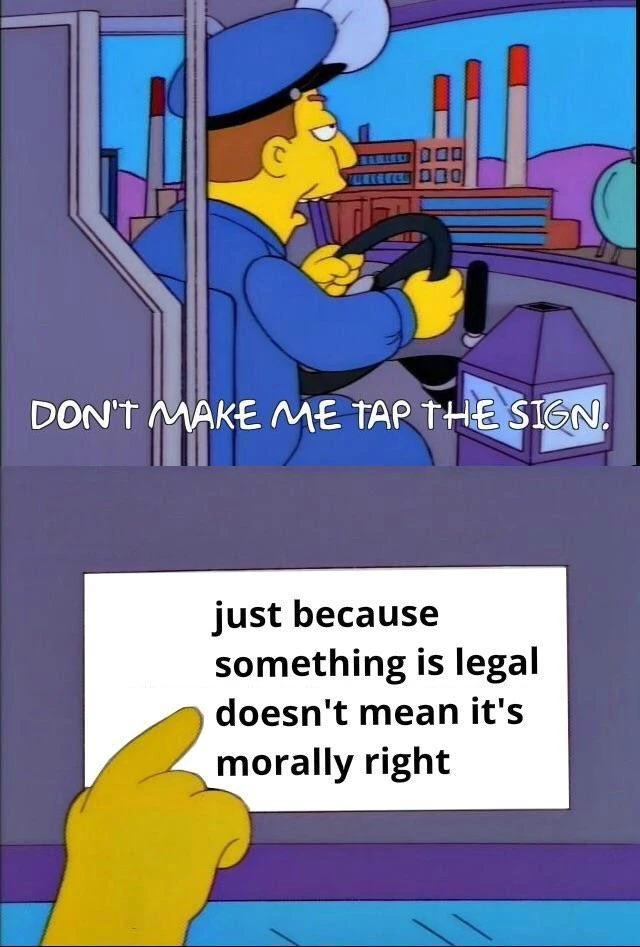 DON'T MAKE ME TAP THE SIGN.
just because
something is legal
doesn't mean it's
morally right